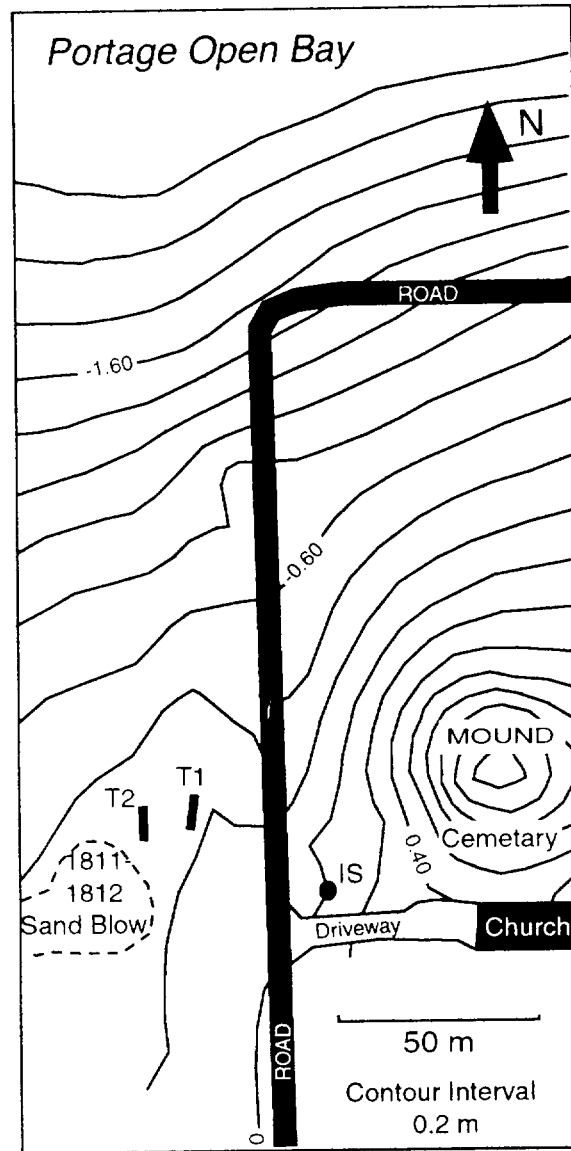 Portage Open Bay
N
ROAD
-1.60
-0.60
MOUND
T1
T2
Cemetary
0.40
1811-
1812
Sand Blow
IS
Driveway
Church
ROAD
50 m
Contour Interval
0.2 m
0